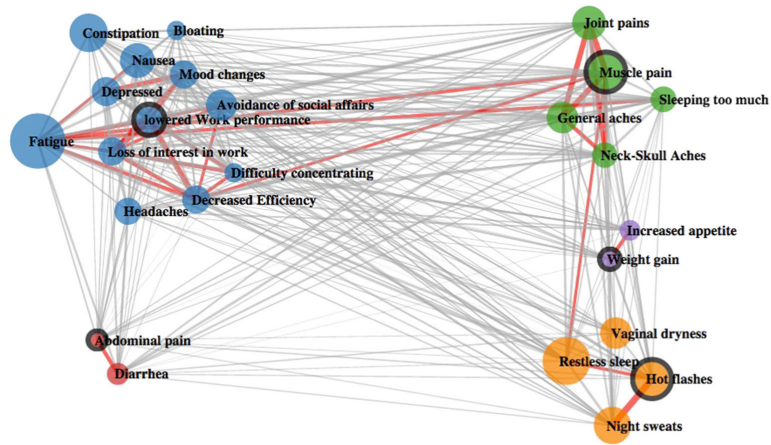 Constipation
Bloating
Nausea
Mood changes
Depressed
Avoidance of social affairs
lowered Work performance
Fatigue
Loss of interest in work
Difficulty concentrating
Decreased Efficiency
Headaches
Abdominal pain
Diarrhea
Joint pains
Muscle pain
Sleeping too much
General aches
Neck-Skull Aches
Increased appetite
Weight gain
Vaginal dryness
Restless sleep
Hot flashes
Night sweats